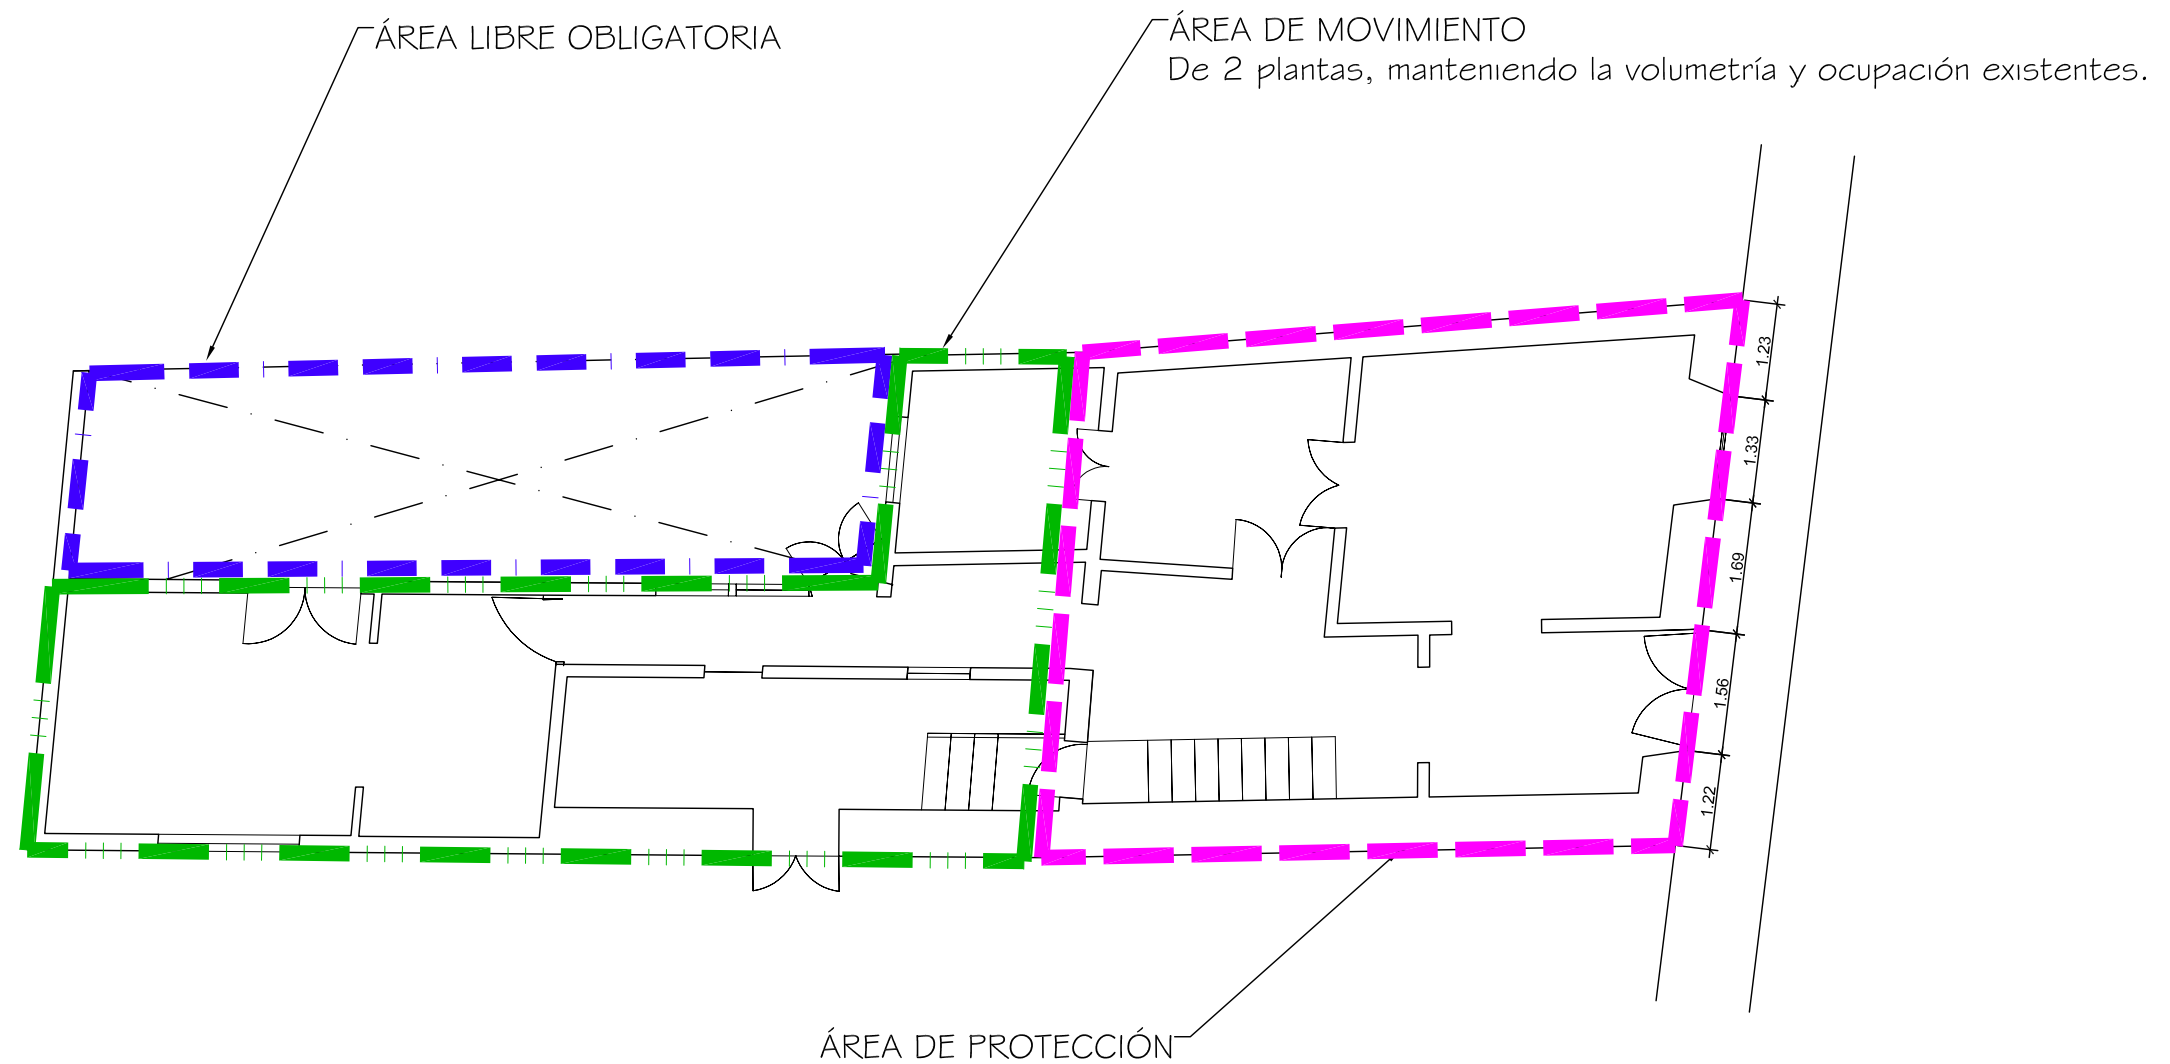 ÁREA LIBRE OBLIGATORIA
ÁREA DE MOVIMIENTO
De 2 plantas, manteniendo la volumetría y ocupación existentes.
1.23
1.33
1.69
1.56
1.22
ÁREA DE PROTECCIÓN